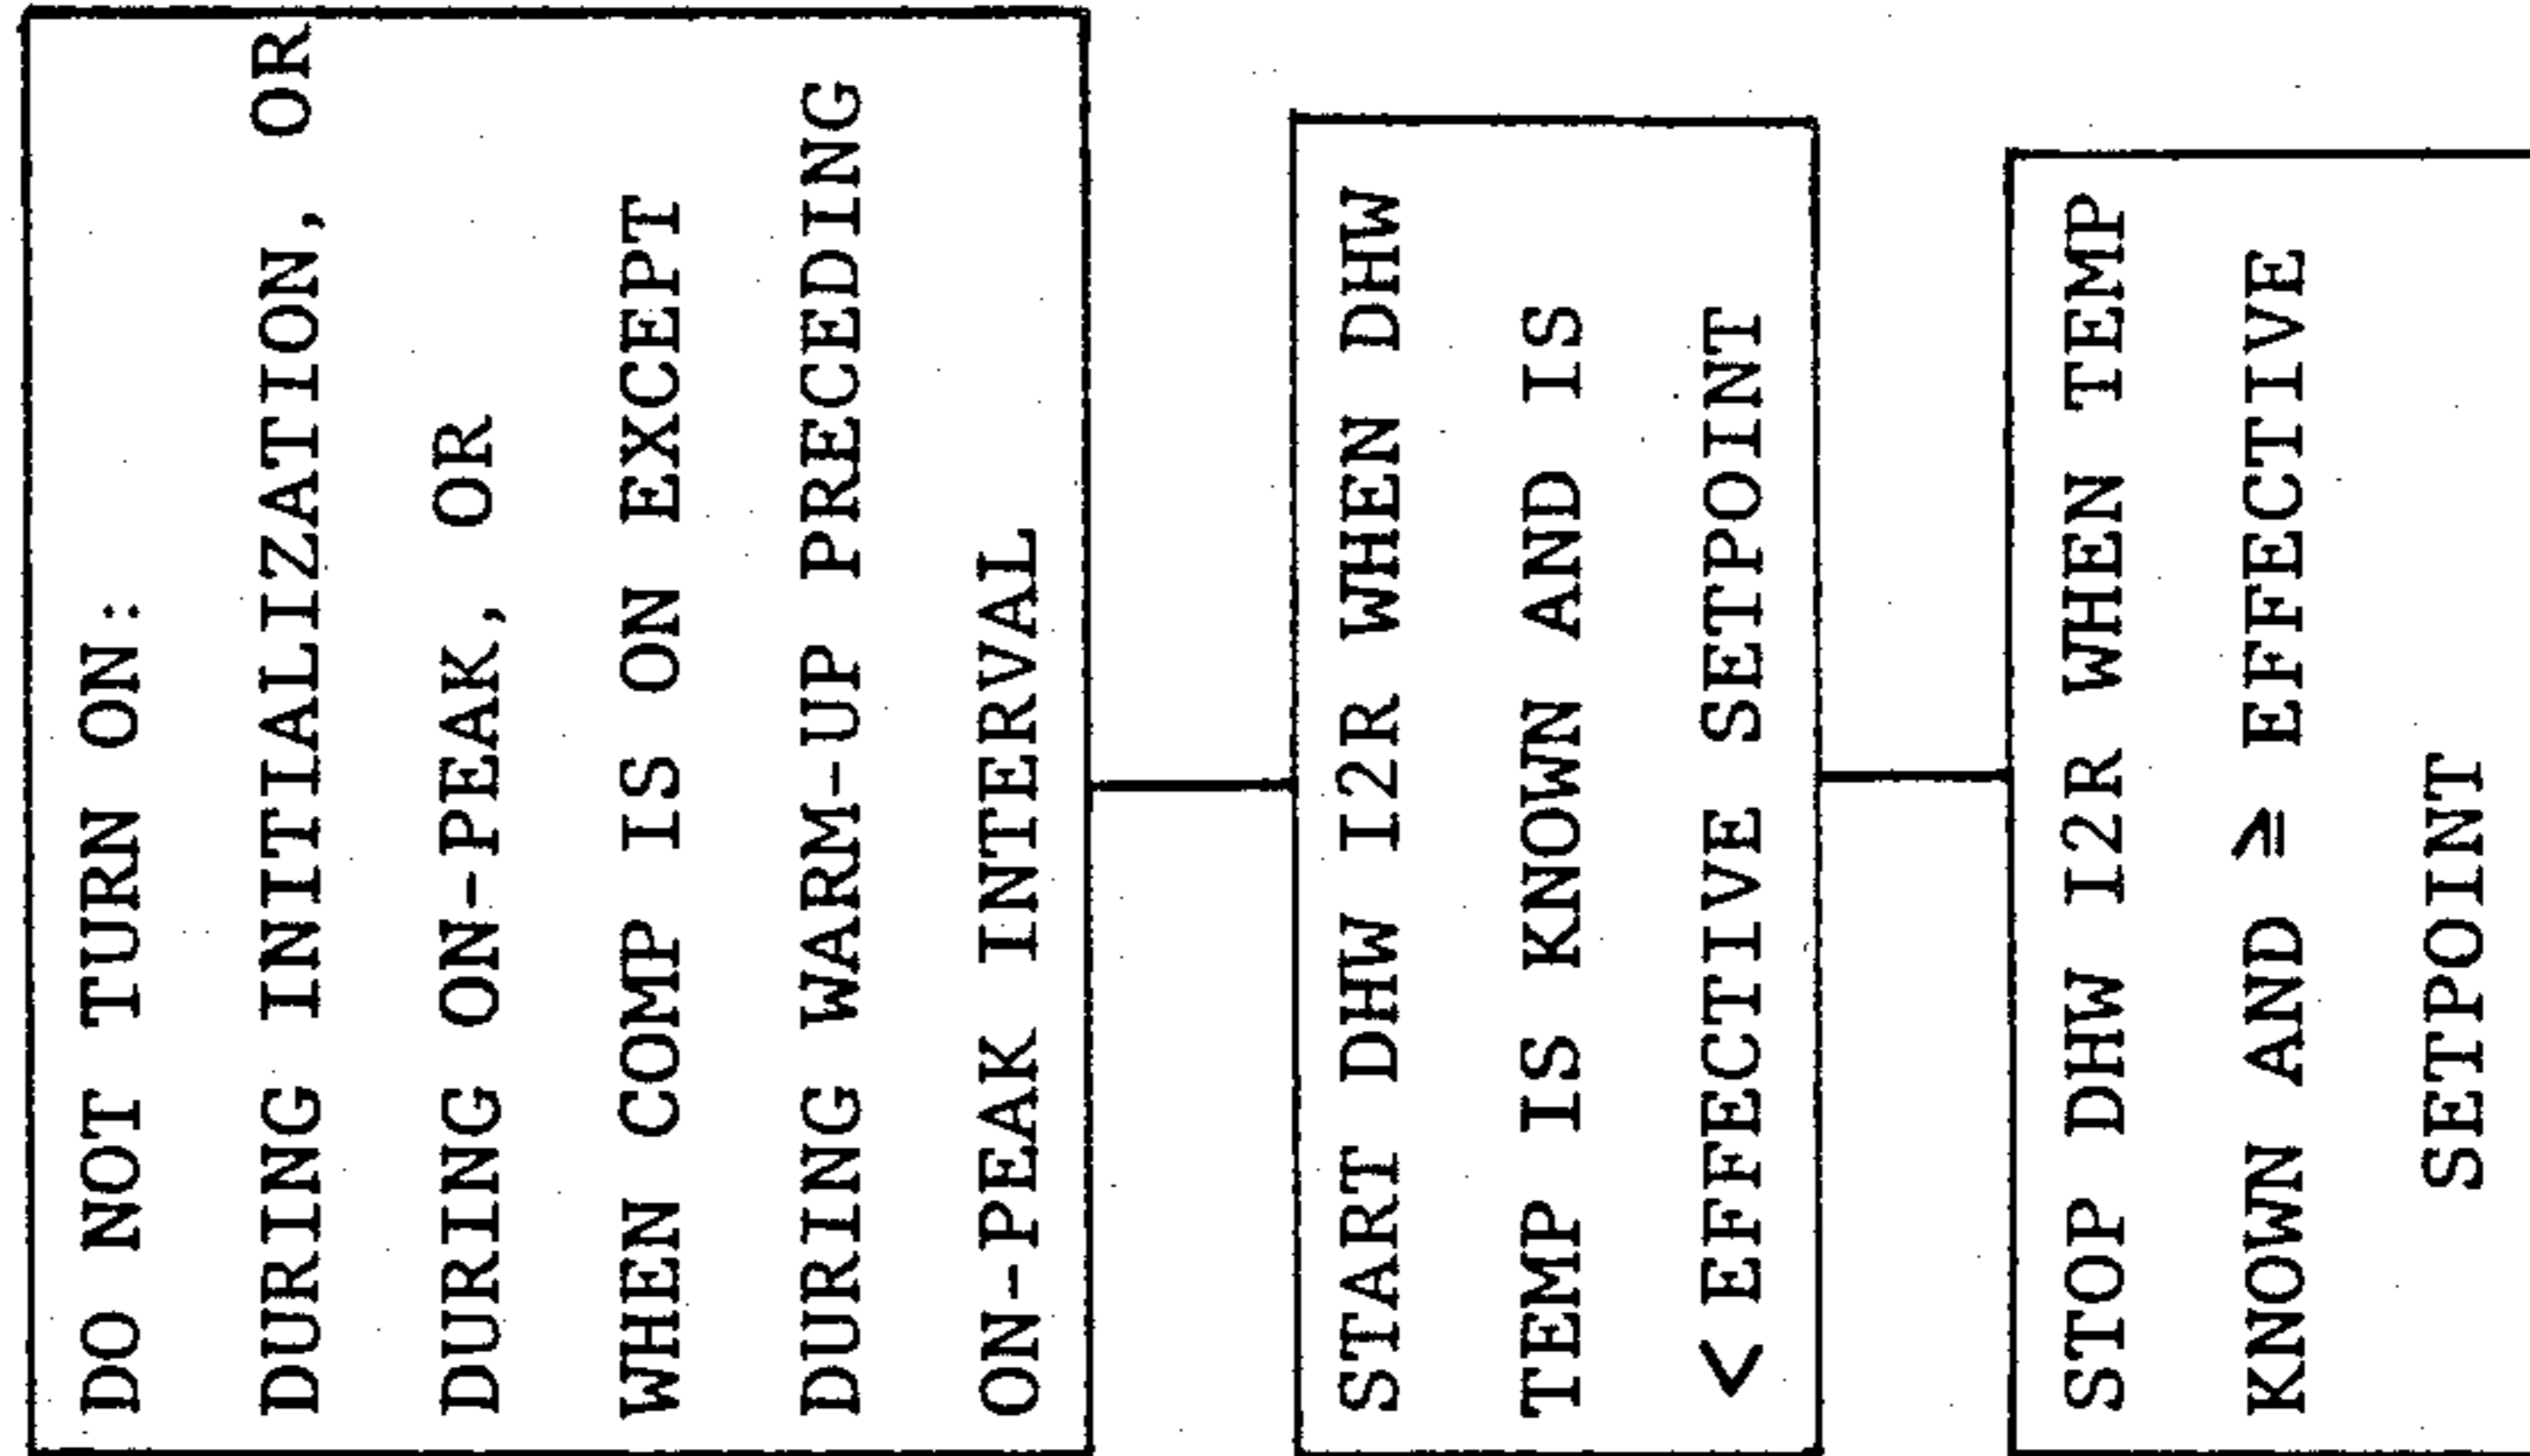 DO NOT TURN ON:
DURING INITIALIZATION, OR
DURING ON-PEAK, OR
WHEN COMP IS ON EXCEPT
DURING WARM-UP PRECEDING
ON-PEAK INTERVAL
START DHW I2R WHEN DHW
TEMP IS KNOWN AND IS
< EFFECTIVE SETPOINT
STOP DHW I2R WHEN TEMP
KNOWN AND ≥ EFFECTIVE
SETPOINT